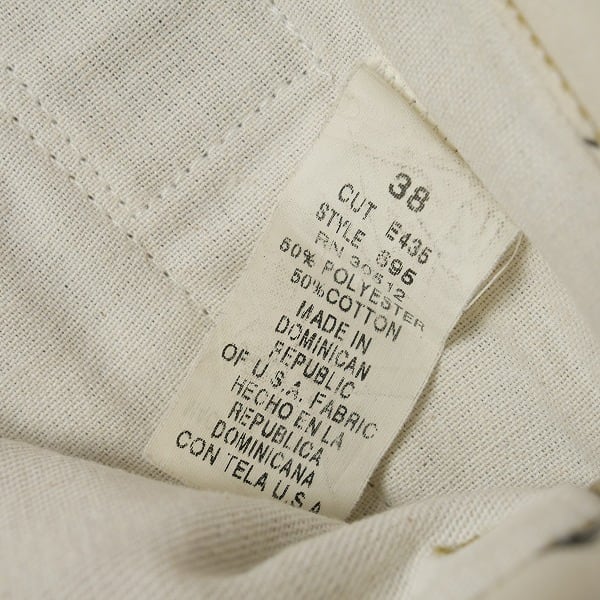 38
CUT E435
STYLE 895
RN 30512
50% POLYESTER
50% COTTON
MADE IN
DOMINICAN
REPUBLIC
OF U.S.A. FABRIC
HECHO EN LA
REPUBLICA
DOMINICANA
CON TELA U.S.A